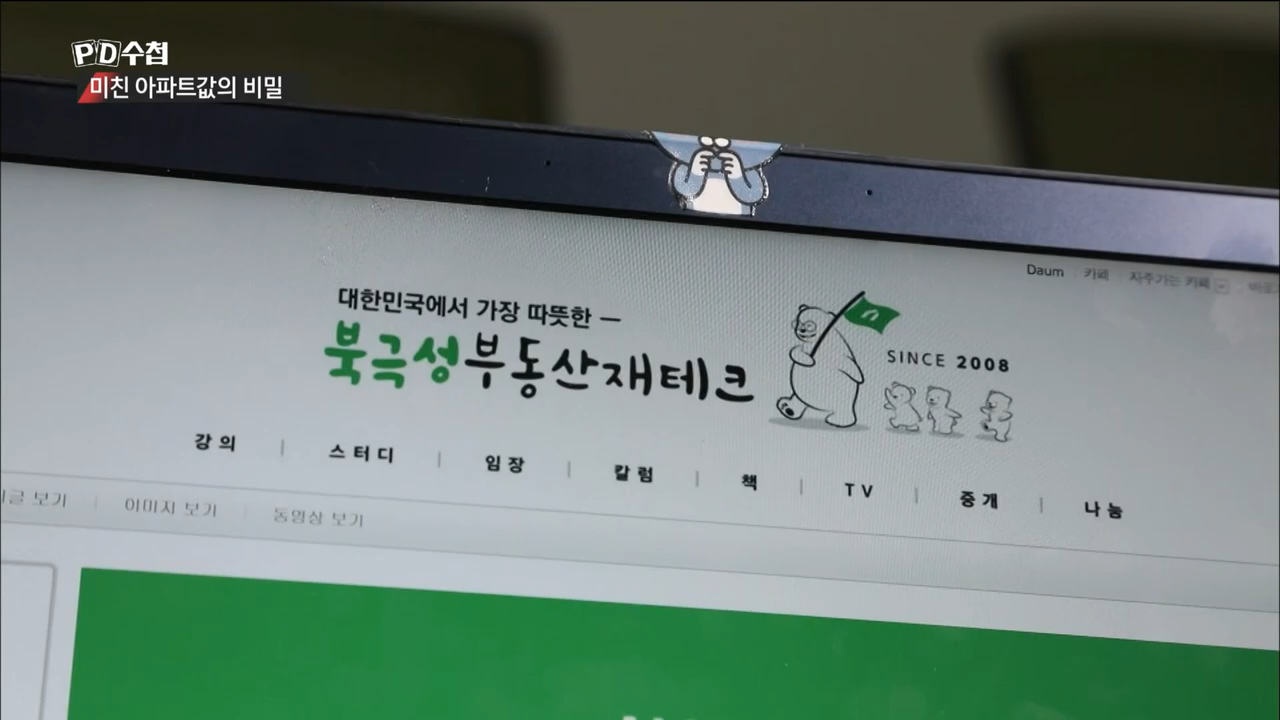 PD수첩
미친 아파트값의 비밀
Daum 카페 자주가는 카페
대한민국에서 가장 따뜻한 —
북극성부동산재테크
SINCE 2008
강의 | 스터디 | 임장 | 칼럼 | 책 | TV | 중개 | 나눔
보기 | 이미지 보기 | 동영상 보기